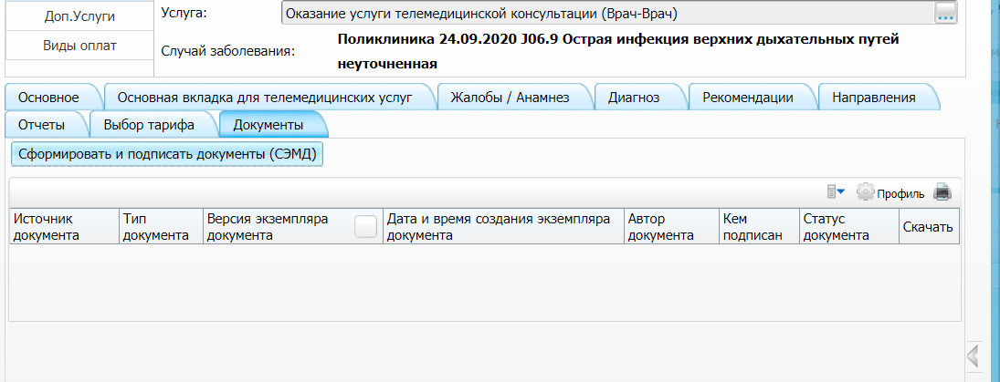 Доп.Услуги
Виды оплат
Услуга:
Оказание услуги телемедицинской консультации (Врач-Врач)
...
Случай заболевания:
Поликлиника 24.09.2020 J06.9 Острая инфекция верхних дыхательных путей
неуточненная
Основное
Основная вкладка для телемедицинских услуг
Жалобы / Анамнез
Диагноз
Рекомендации
Направления
Отчеты
Выбор тарифа
Документы
Сформировать и подписать документы (СЭМД)
Профиль
Источник
документа
Тип
документа
Версия экземпляра
документа
Дата и время создания экземпляра
документа
Автор
документа
Кем
подписан
Статус
документа
Скачать